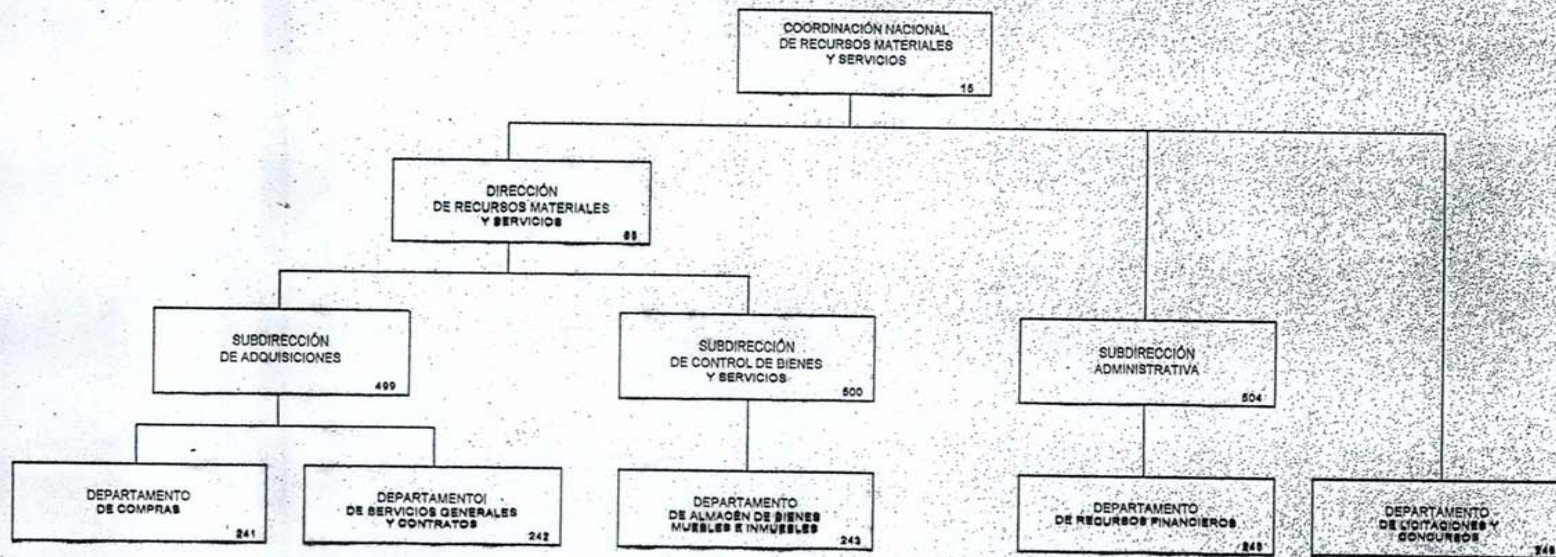 COORDINACIÓN NACIONAL
DE RECURSOS MATERIALES
Y SERVICIOS
15
DIRECCIÓN
DE RECURSOS MATERIALES
Y SERVICIOS
SUBDIRECCIÓN
DE ADQUISICIONES
499
SUBDIRECCIÓN
DE CONTROL DE BIENES
Y SERVICIOS
500
SUBDIRECCIÓN
ADMINISTRATIVA
504
DEPARTAMENTO
DE COMPRAS
241
DEPARTAMENTOI
DE SERVICIOS GENERALES
Y CONTRATOS
242
DEPARTAMENTO
DE ALMACÉN DE BIENES
MUEBLES E INMUEBLES
243
DEPARTAMENTO
DE RECURSOS FINANCIEROS
DEPARTAMENTO
DE LICITACIONES Y
CONCURSOS